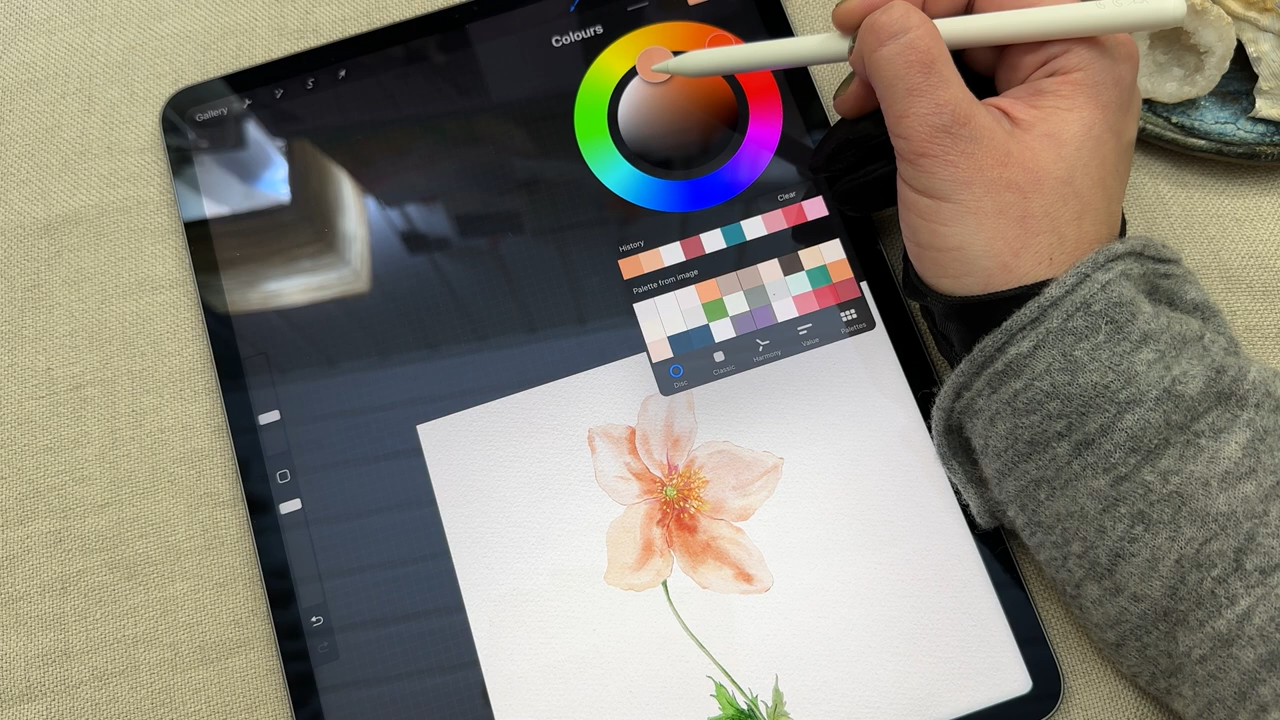 Colours
Gallery
Clear
History
Palette from image
Disc
Classic
Harmony
Value
Palettes